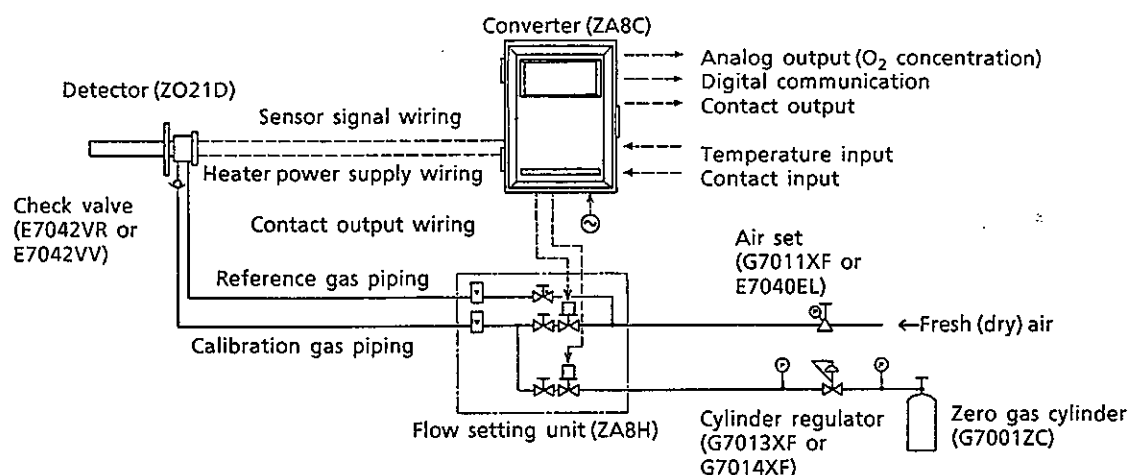 Converter (ZA8C)
Analog output (O₂ concentration)
Digital communication
Contact output
Detector (ZO21D)
Sensor signal wiring
Temperature input
Heater power supply wiring
Contact input
Check valve
(E7042VR or
E7042VV)
Contact output wiring
Air set
(G7011XF or
E7040EL)
Reference gas piping
←Fresh (dry) air
Calibration gas piping
P
P
P
Cylinder regulator
(G7013XF or
G7014XF)
Zero gas cylinder
(G7001ZC)
Flow setting unit (ZA8H)